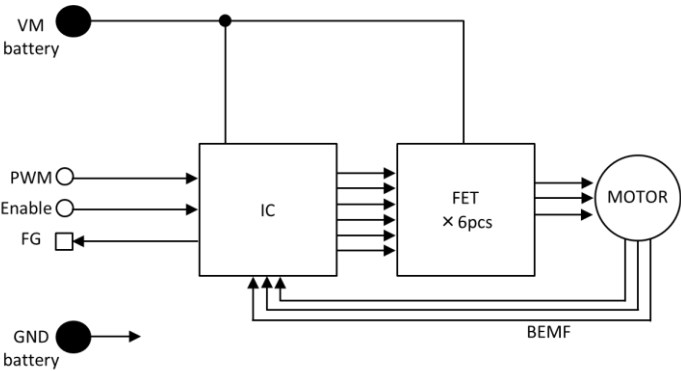 VM
battery
PWM
Enable
FG
IC
FET
× 6pcs
MOTOR
BEMF
GND
battery